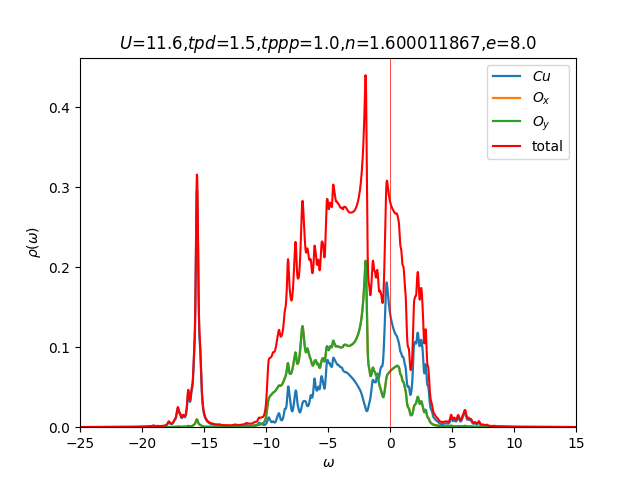 U=11.6,tpd=1.5,tppp=1.0,n=1.600011867,e=8.0
Cu
Oₓ
O_y
total
ρ(ω)
0.4
0.3
0.2
0.1
0.0
−25 −20 −15 −10 −5 0 5 10 15
ω